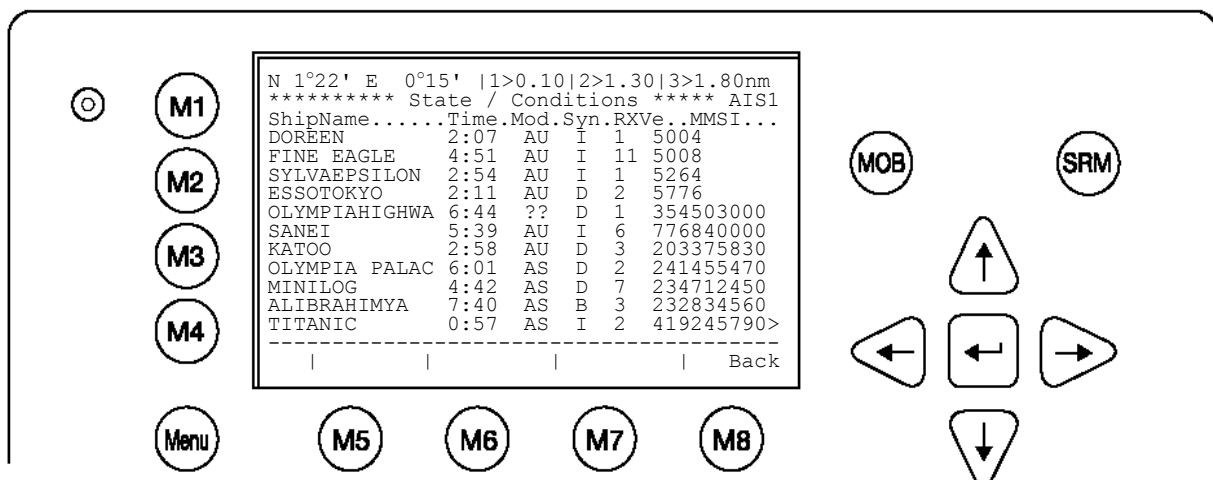 N 1°22' E 0°15' |1>0.10|2>1.30|3>1.80nm
********** State / Conditions ***** AIS1
ShipName......Time.Mod.Syn.RXVe..MMSI...
DOREEN 2:07 AU I 1 5004
FINE EAGLE 4:51 AU I 11 5008
SYLVAEPSILON 2:54 AU I 1 5264
ESSOTOKYO 2:11 AU D 2 5776
OLYMPIAHIGHWA 6:44 ?? D 1 354503000
SANEI 5:39 AU I 6 776840000
KATOO 2:58 AU D 3 203375830
OLYMPIA PALAC 6:01 AS D 2 241455470
MINILOG 4:42 AS D 7 234712450
ALIBRAHIMYA 7:40 AS B 3 232834560
TITANIC 0:57 AS I 2 419245790>
----------------------------------------
| | | | Back
M1
M2
M3
M4
Menu
M5
M6
M7
M8
MOB
SRM